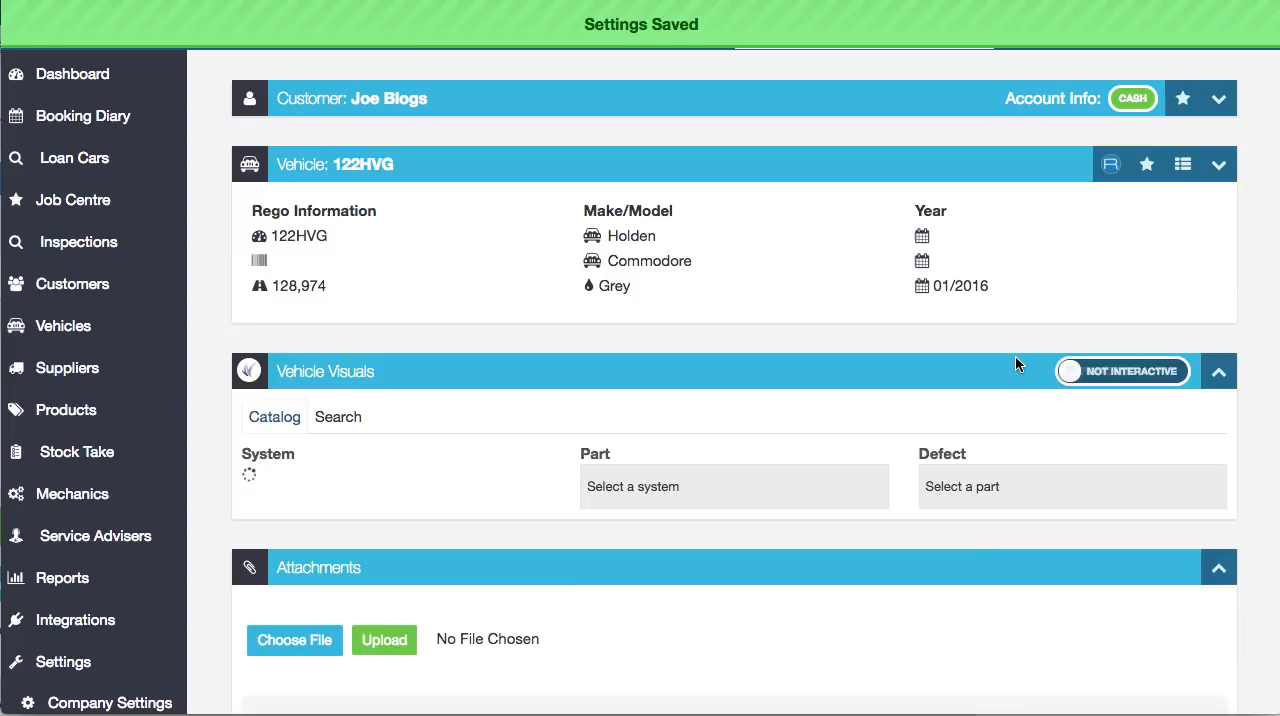 Settings Saved
Dashboard
Booking Diary
Loan Cars
Job Centre
Inspections
Customers
Vehicles
Suppliers
Products
Stock Take
Mechanics
Service Advisers
Reports
Integrations
Settings
Company Settings
Customer: Joe Blogs
Account Info: CASH
Vehicle: 122HVG
R
Rego Information
122HVG
128,974
Make/Model
Holden
Commodore
Grey
Year
01/2016
Vehicle Visuals
NOT INTERACTIVE
Catalog Search
System
Part
Select a system
Defect
Select a part
Attachments
Choose File Upload No File Chosen